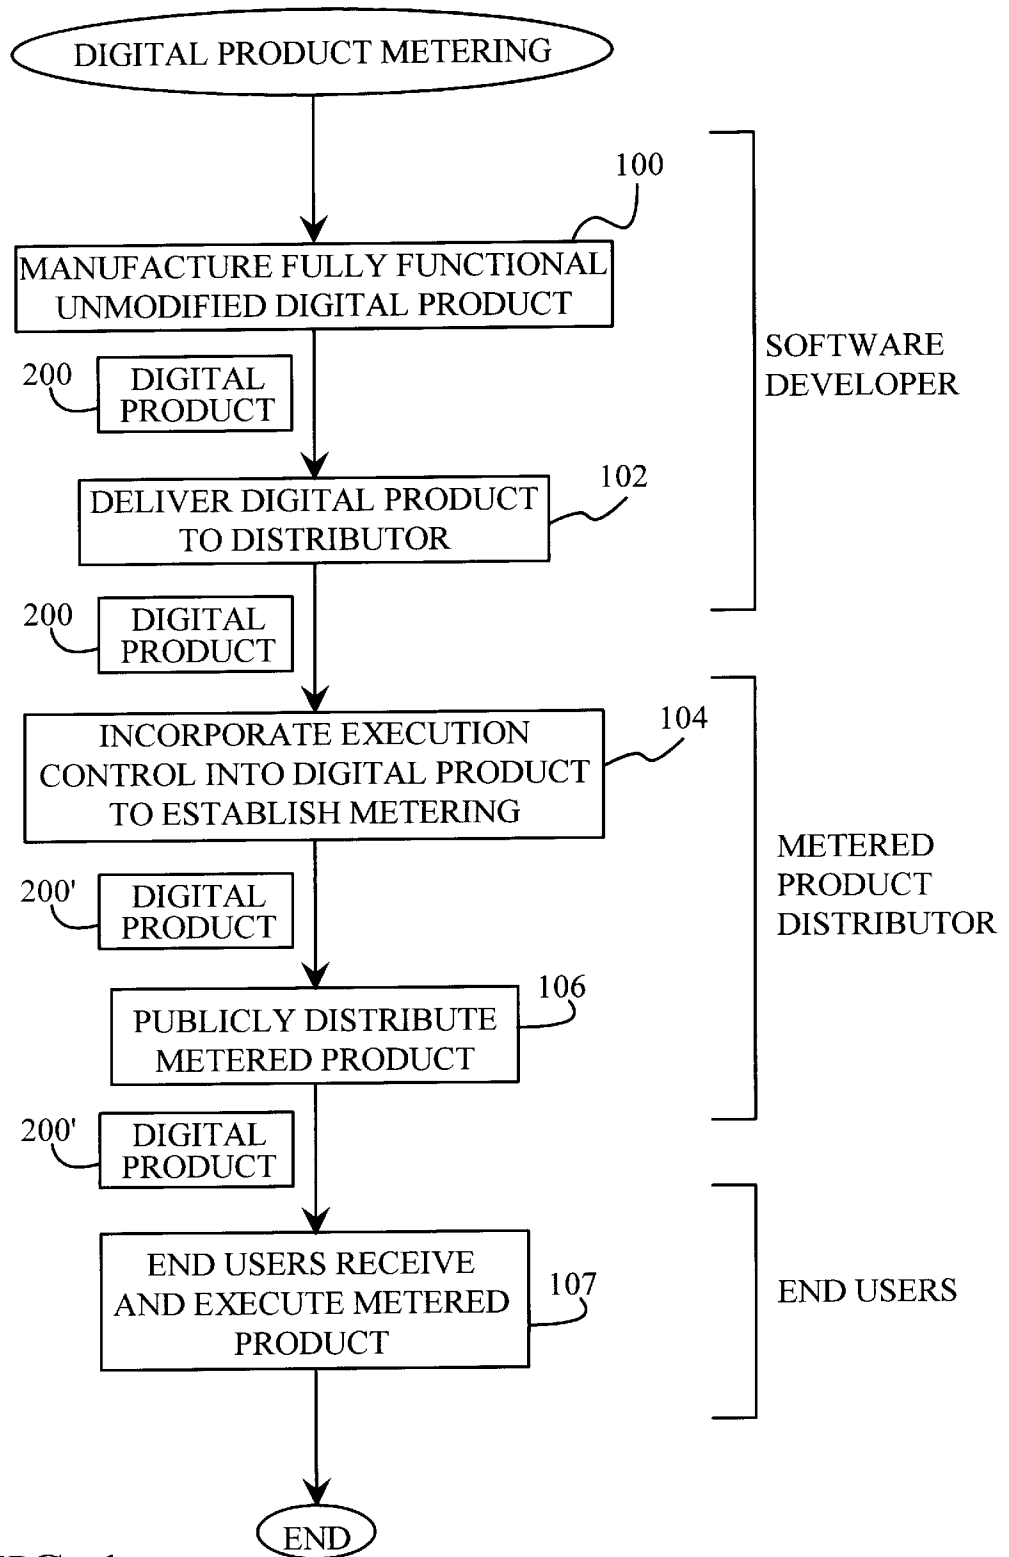 DIGITAL PRODUCT METERING
100
MANUFACTURE FULLY FUNCTIONAL
UNMODIFIED DIGITAL PRODUCT
SOFTWARE
DEVELOPER
200
DIGITAL
PRODUCT
102
DELIVER DIGITAL PRODUCT
TO DISTRIBUTOR
200
DIGITAL
PRODUCT
104
INCORPORATE EXECUTION
CONTROL INTO DIGITAL PRODUCT
TO ESTABLISH METERING
METERED
PRODUCT
DISTRIBUTOR
200'
DIGITAL
PRODUCT
106
PUBLICLY DISTRIBUTE
METERED PRODUCT
200'
DIGITAL
PRODUCT
END USERS RECEIVE
AND EXECUTE METERED
PRODUCT
107
END USERS
END